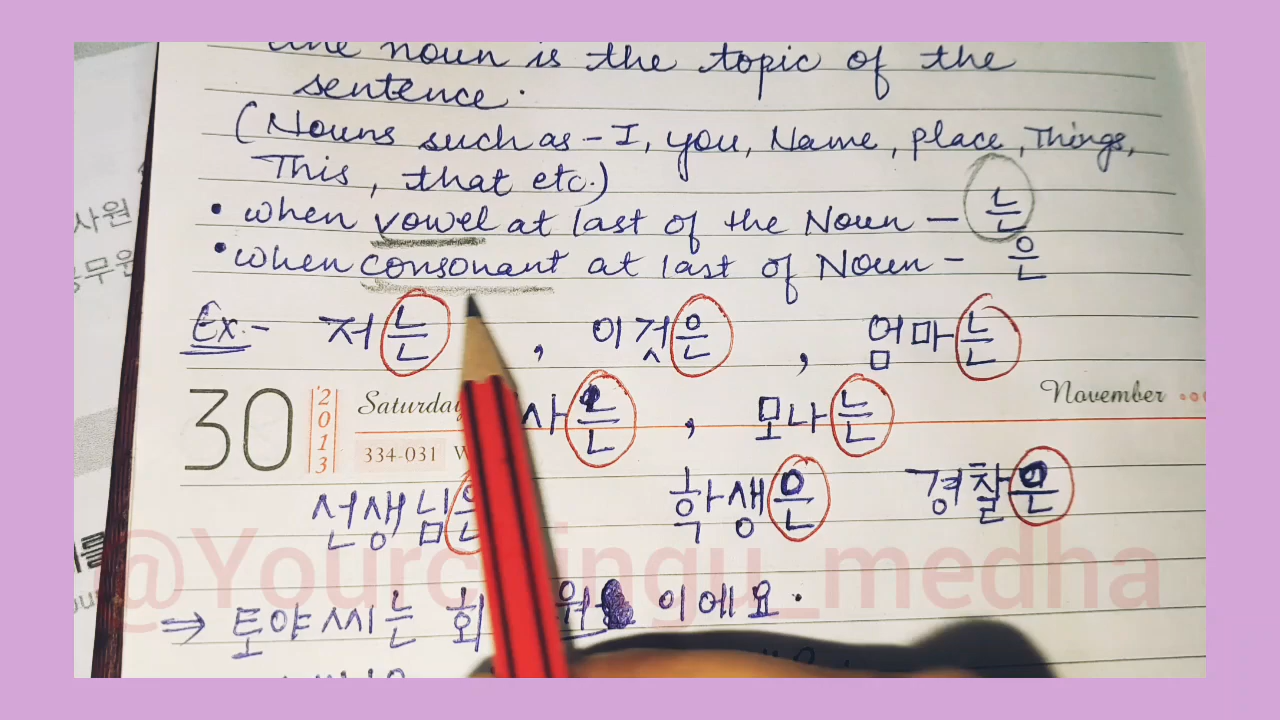 noun is the topic of the
sentence.
(Nouns such as - I, you, Name, place, Things,
This, that etc.)
• when vowel at last of the Noun – 는
• when consonant at last of Noun – 은
Ex.- 저는 , 이것은 , 엄마는
30 2013 Saturday 사은 , 모나는 November
334-031
선생님은 학생은 경찰은
@Yourchingu_medha
⇒ 토야씨는 회 원 이에요.